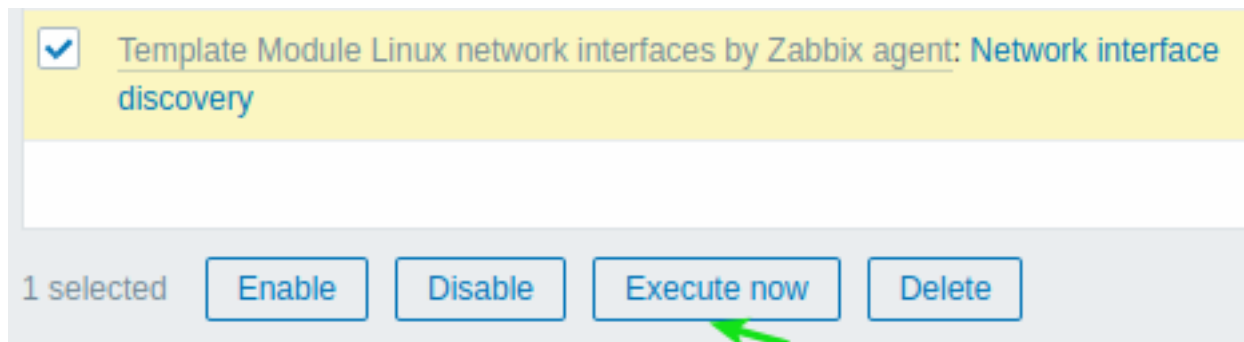 Template Module Linux network interfaces by Zabbix agent: Network interface
discovery
1 selected Enable Disable Execute now Delete